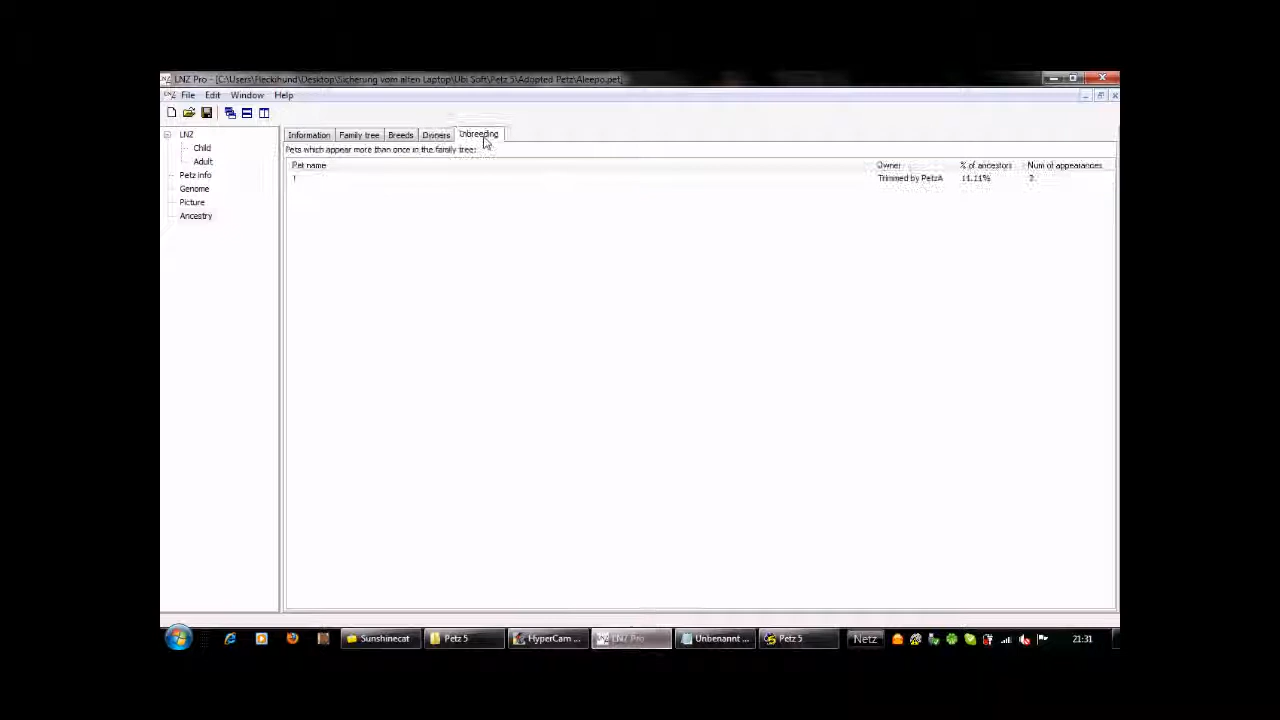 LNZ Pro - [C:\Users\Fleckihund\Desktop\Sicherung vom alten Laptop\Ubi Soft\Petz 5\Adopted Petz\Aleepo.pet]
File Edit Window Help
LNZ
Child
Adult
Petz info
Genome
Picture
Ancestry
Information Family tree Breeds Owners Inbreeding
Pets which appear more than once in the family tree:
Pet name Owner % of ancestors Num of appearances
Trimmed by PetzA 11.11% 2
Sunshinecat Petz 5 HyperCam ... LNZ Pro Unbenannt ... Petz 5 Netz 21:31